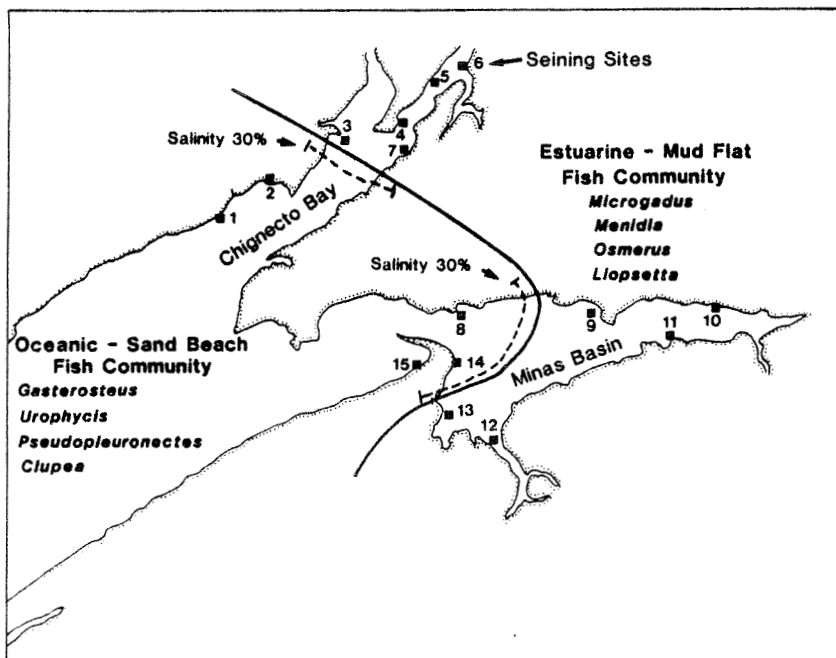 6
Seining Sites
5
4
3
7
Salinity 30%
2
1
Chignecto Bay
Estuarine - Mud Flat
Fish Community
Microgadus
Menidia
Osmerus
Liopsetta
Salinity 30%
8
9
10
11
Minas Basin
Oceanic - Sand Beach
Fish Community
Gasterosteus
Urophycis
Pseudopleuronectes
Clupea
15
14
13
12